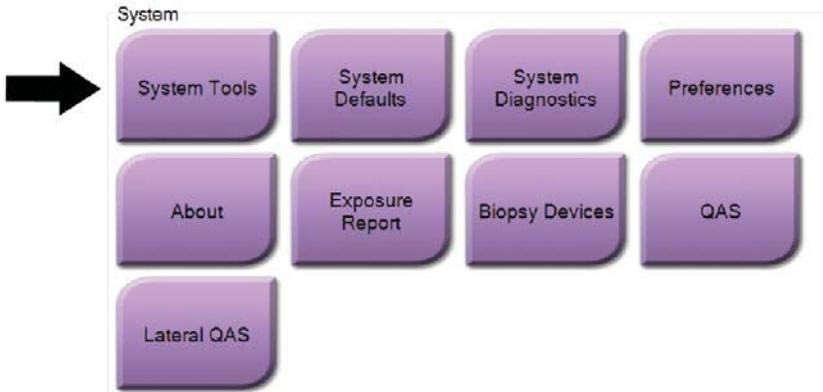 System
System Tools
System
Defaults
System
Diagnostics
Preferences
About
Exposure
Report
Biopsy Devices
QAS
Lateral QAS